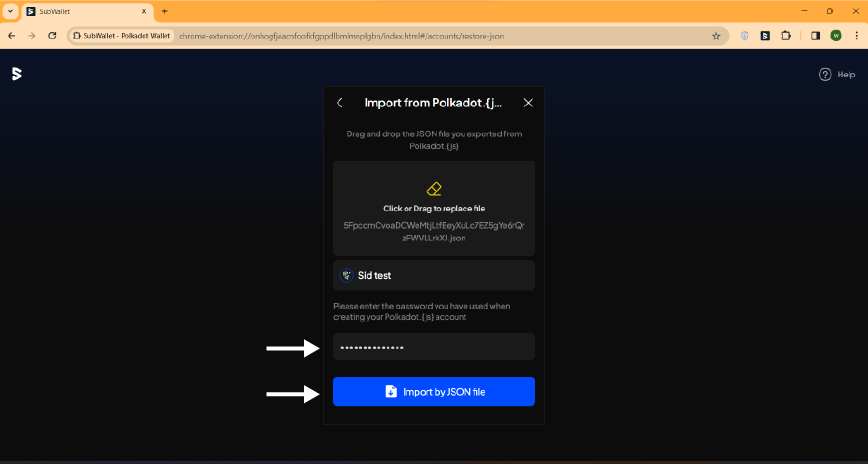 SubWallet
SubWallet - Polkadot Wallet
chrome-extension://onhogfjeacnfoofkfgppdlbmlmnplgbn/index.html#/accounts/restore-json
W
Help
Import from Polkadot.{j...
Drag and drop the JSON file you exported from
Polkadot.{js}
Click or Drag to replace file
zFWVLLrkXJ.json
Sid test
Please enter the password you have used when
creating your Polkadot.{js} account
Import by JSON file